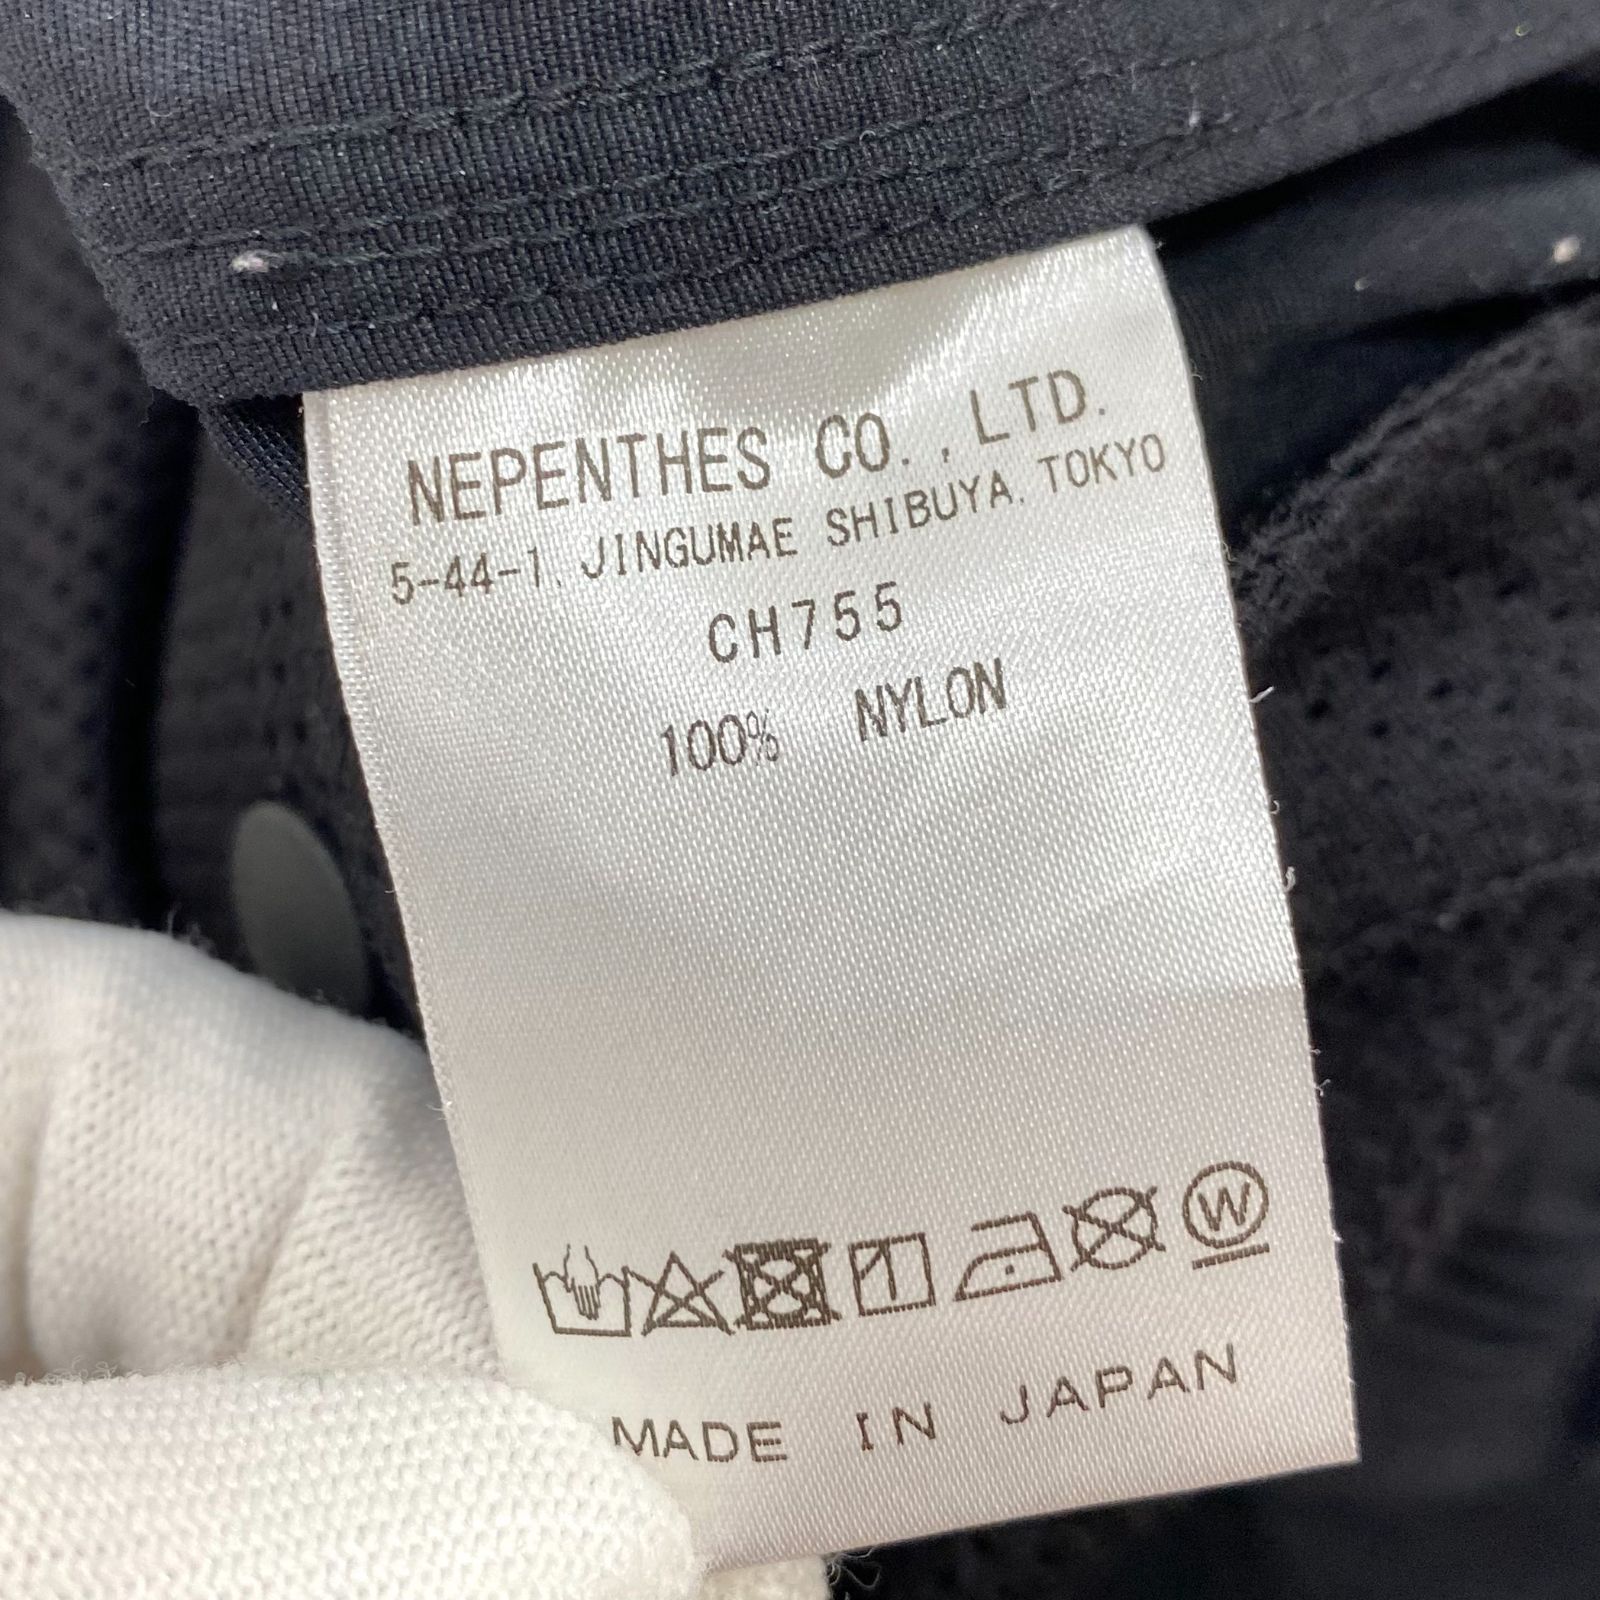 NEPENTHES CO.,LTD.
5-44-1, JINGUMAE SHIBUYA, TOKYO
CH755
100% NYLON
W
MADE IN JAPAN